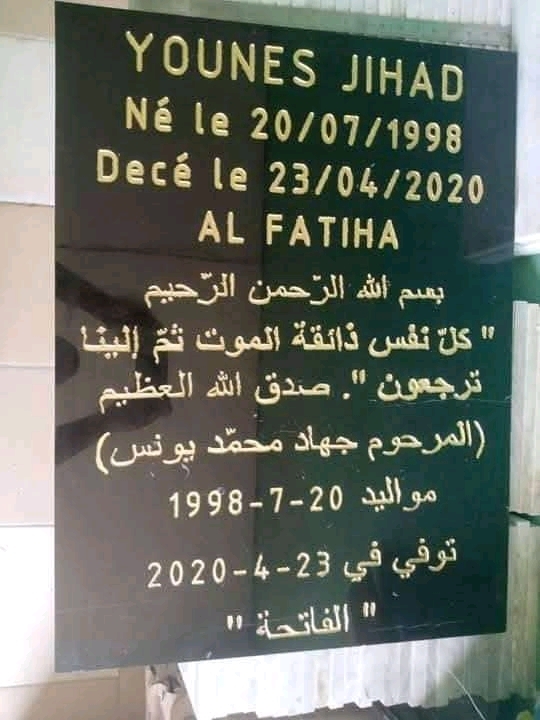 YOUNES JIHAD
Né le 20/07/1998
Decé le 23/04/2020
AL FATIHA
بسم الله الرّحمن الرّحيم
" كلّ نفس ذائقة الموت ثمّ إلينا
ترجعون ". صدق الله العظيم
(المرحوم جهاد محمّد يونس)
مواليد 20-7-1998
توفي في 23-4-2020
" الفاتحة "